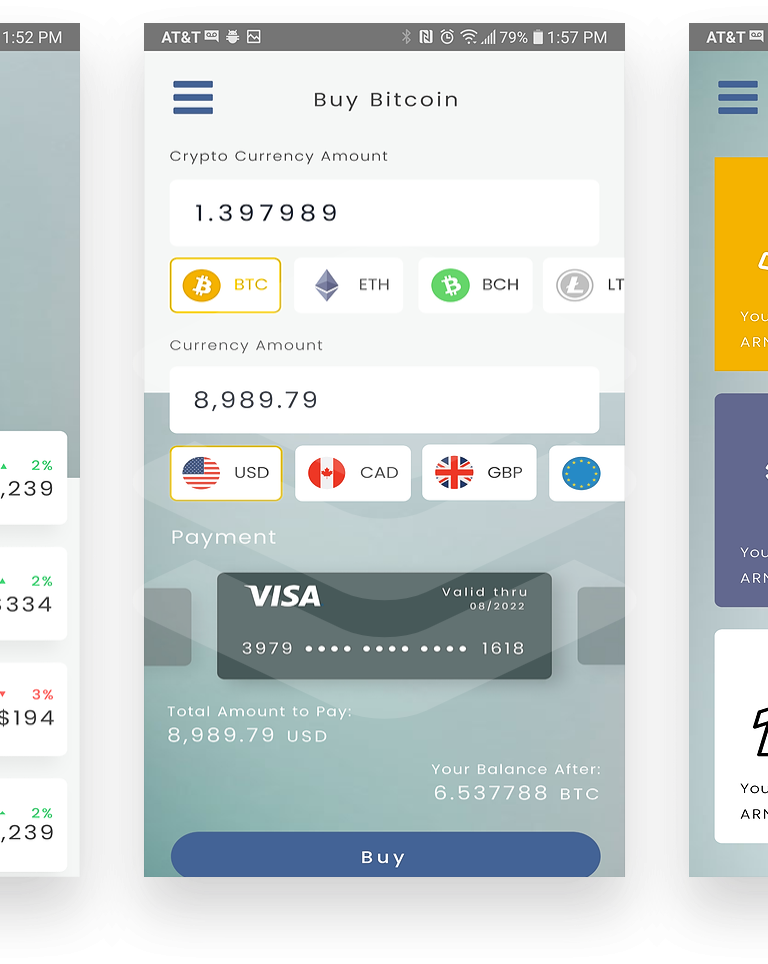 1:52 PM
2%
,239
2%
$334
3%
$194
2%
,239
AT&T 79% 1:57 PM
Buy Bitcoin
Crypto Currency Amount
1.397989
BTC ETH BCH LT
Currency Amount
8,989.79
USD CAD GBP
Payment
VISA Valid thru
08/2022
3979 •••• •••• •••• 1618
Total Amount to Pay:
8,989.79 USD
Your Balance After:
6.537788 BTC
Buy
AT&T
You
ARN
You
ARN
You
ARN